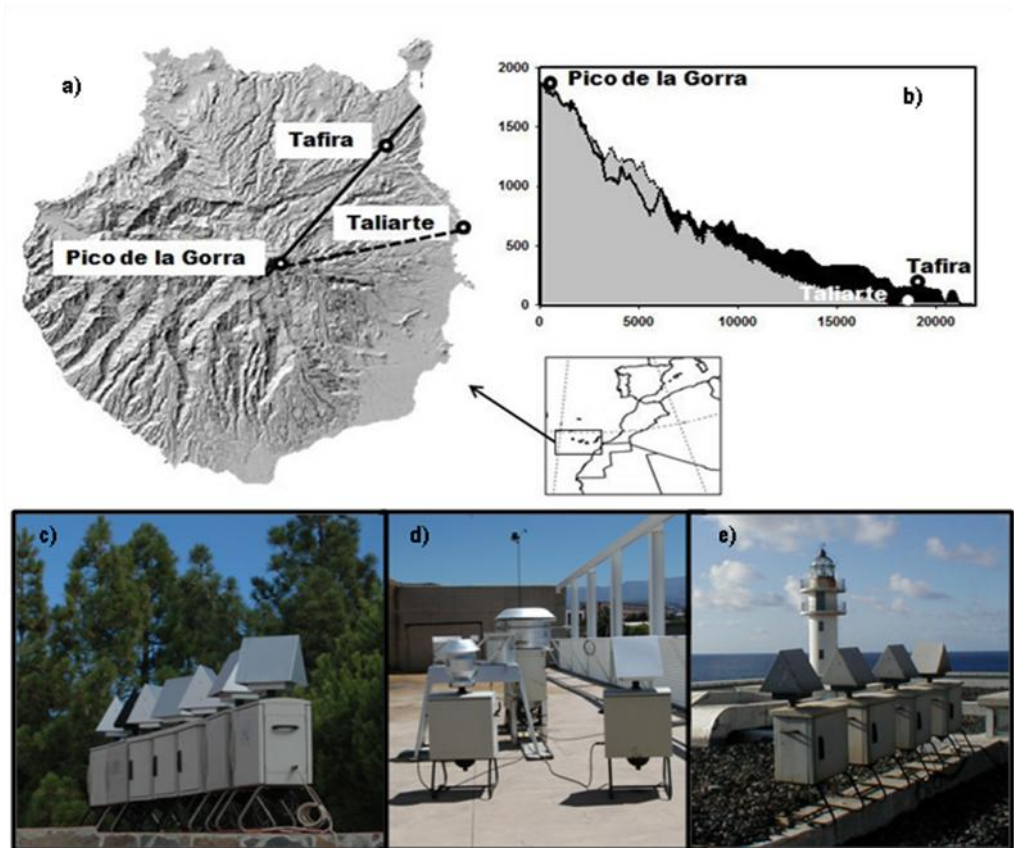 a)
Tafira
Taliarte
Pico de la Gorra
b)
2000
1500
1000
500
0
Pico de la Gorra
Tafira
Taliarte
0
5000
10000
15000
20000
c)
d)
e)